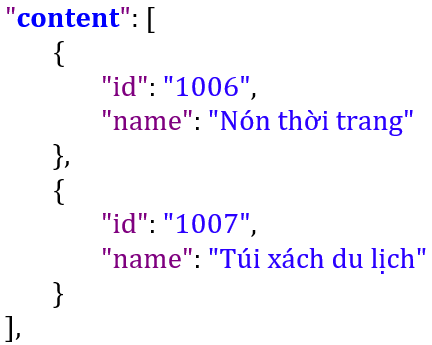 "content": [
{
"id": "1006",
"name": "Nón thời trang"
},
{
"id": "1007",
"name": "Túi xách du lịch"
}
],